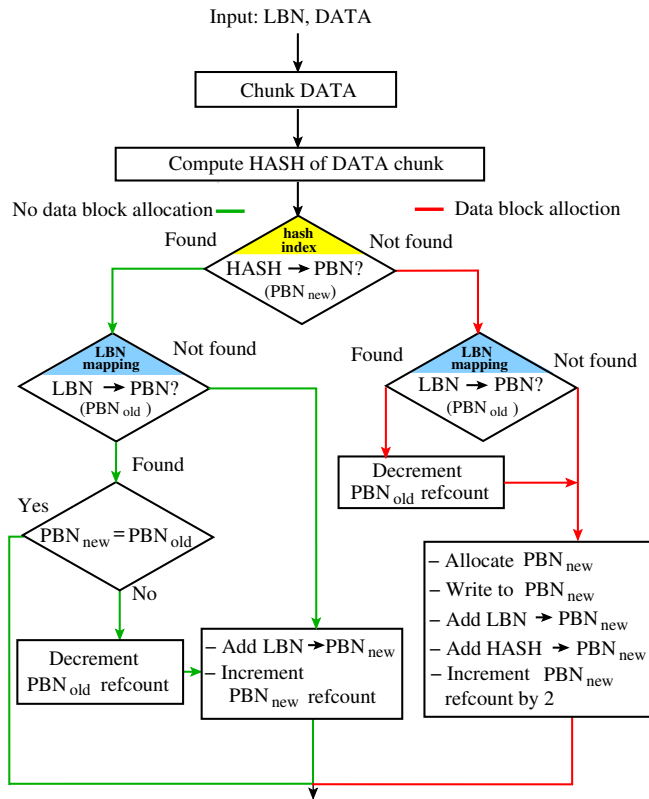 Input: LBN, DATA
Chunk DATA
Compute HASH of DATA chunk
No data block allocation
Data block alloction
Found
hash
index
Not found
HASH → PBN?
(PBN new)
LBN
mapping
Not found
LBN → PBN?
(PBN old )
Found
LBN
mapping
Not found
LBN → PBN?
(PBN old )
Found
Decrement
PBN old refcount
Yes
PBN new = PBN old
No
Decrement
PBN old refcount
– Add LBN → PBN new
– Increment
PBN new refcount
– Allocate PBN new
– Write to PBN new
– Add LBN → PBN new
– Add HASH → PBN new
– Increment PBN new
refcount by 2